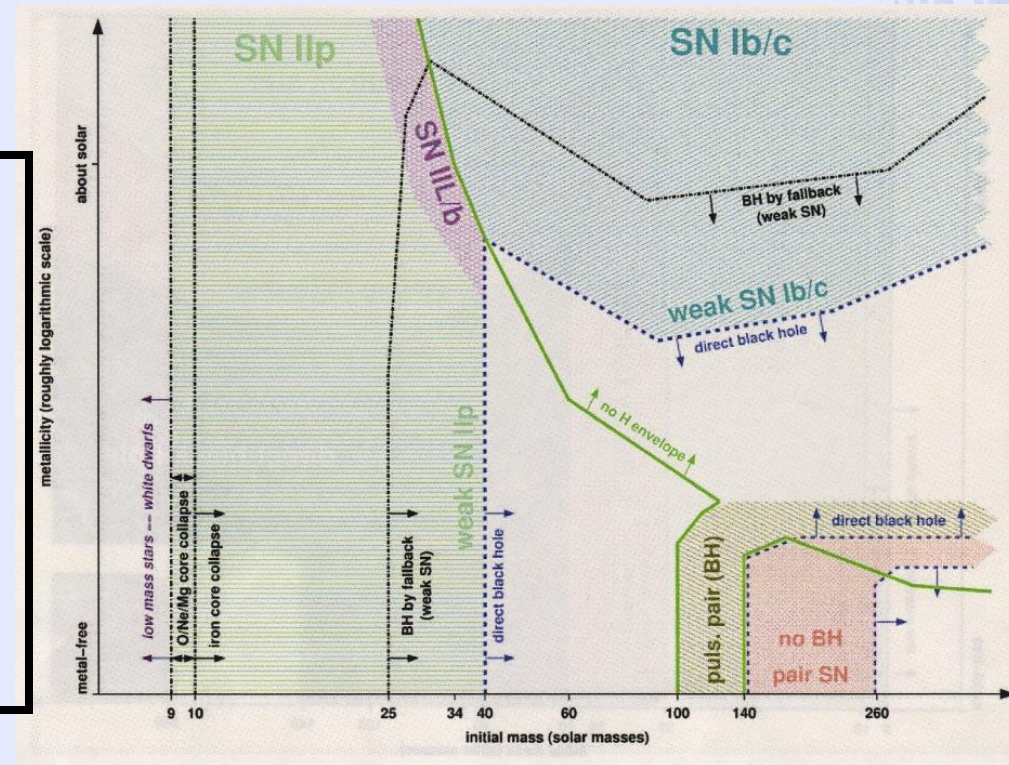 SN IIp
SN Ib/c
SN IIL/b
about solar
BH by fallback
(weak SN)
weak SN Ib/c
direct black hole
metallicity (roughly logarithmic scale)
no H envelope
weak SN IIp
low mass stars -- white dwarfs
O/Ne/Mg core collapse
iron core collapse
BH by fallback
(weak SN)
direct black hole
puls. pair (BH)
direct black hole
no BH
pair SN
metal-free
9 10 25 34 40 60 100 140 260
initial mass (solar masses)